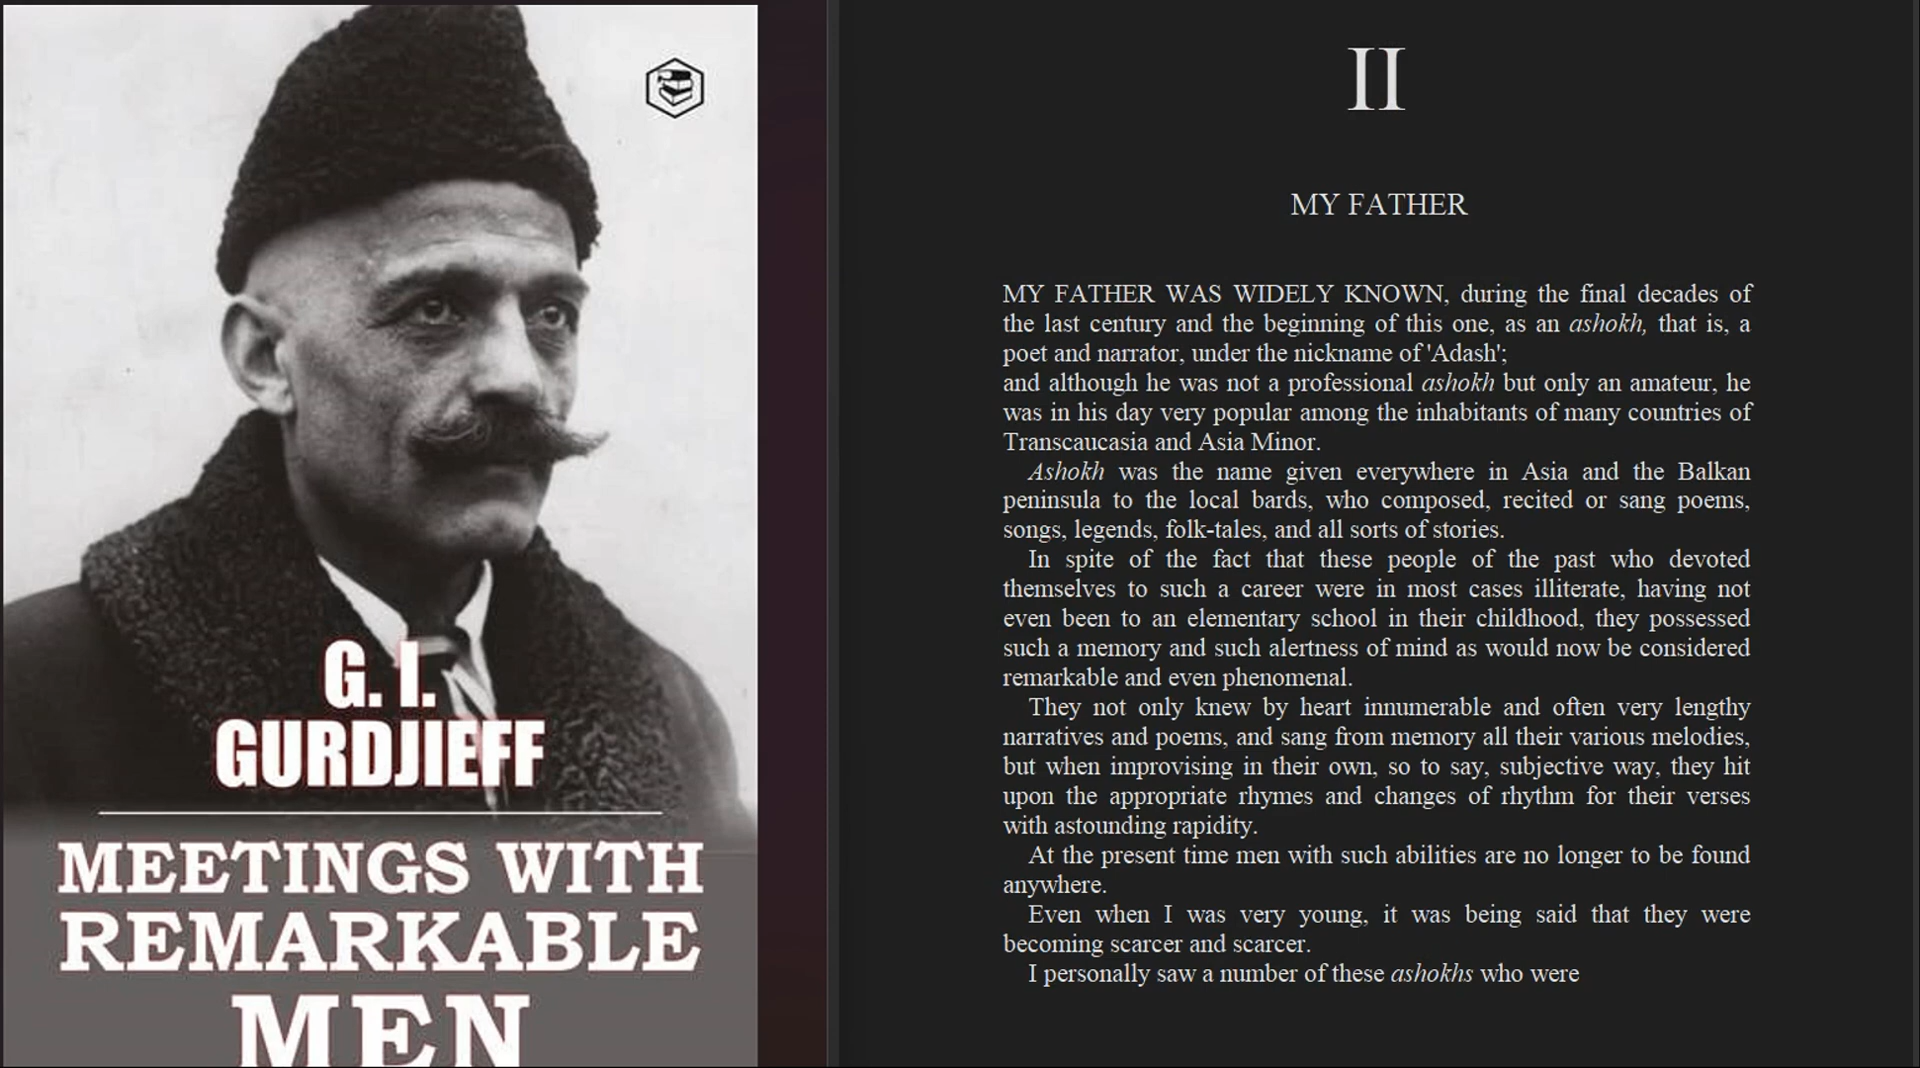 G. I.
GURDJIEFF
MEETINGS WITH
REMARKABLE
MEN
II
MY FATHER
MY FATHER WAS WIDELY KNOWN, during the final decades of
the last century and the beginning of this one, as an ashokh, that is, a
poet and narrator, under the nickname of 'Adash';
and although he was not a professional ashokh but only an amateur, he
was in his day very popular among the inhabitants of many countries of
Transcaucasia and Asia Minor.
Ashokh was the name given everywhere in Asia and the Balkan
peninsula to the local bards, who composed, recited or sang poems,
songs, legends, folk-tales, and all sorts of stories.
In spite of the fact that these people of the past who devoted
themselves to such a career were in most cases illiterate, having not
even been to an elementary school in their childhood, they possessed
such a memory and such alertness of mind as would now be considered
remarkable and even phenomenal.
They not only knew by heart innumerable and often very lengthy
narratives and poems, and sang from memory all their various melodies,
but when improvising in their own, so to say, subjective way, they hit
upon the appropriate rhymes and changes of rhythm for their verses
with astounding rapidity.
At the present time men with such abilities are no longer to be found
anywhere.
Even when I was very young, it was being said that they were
becoming scarcer and scarcer.
I personally saw a number of these ashokhs who were